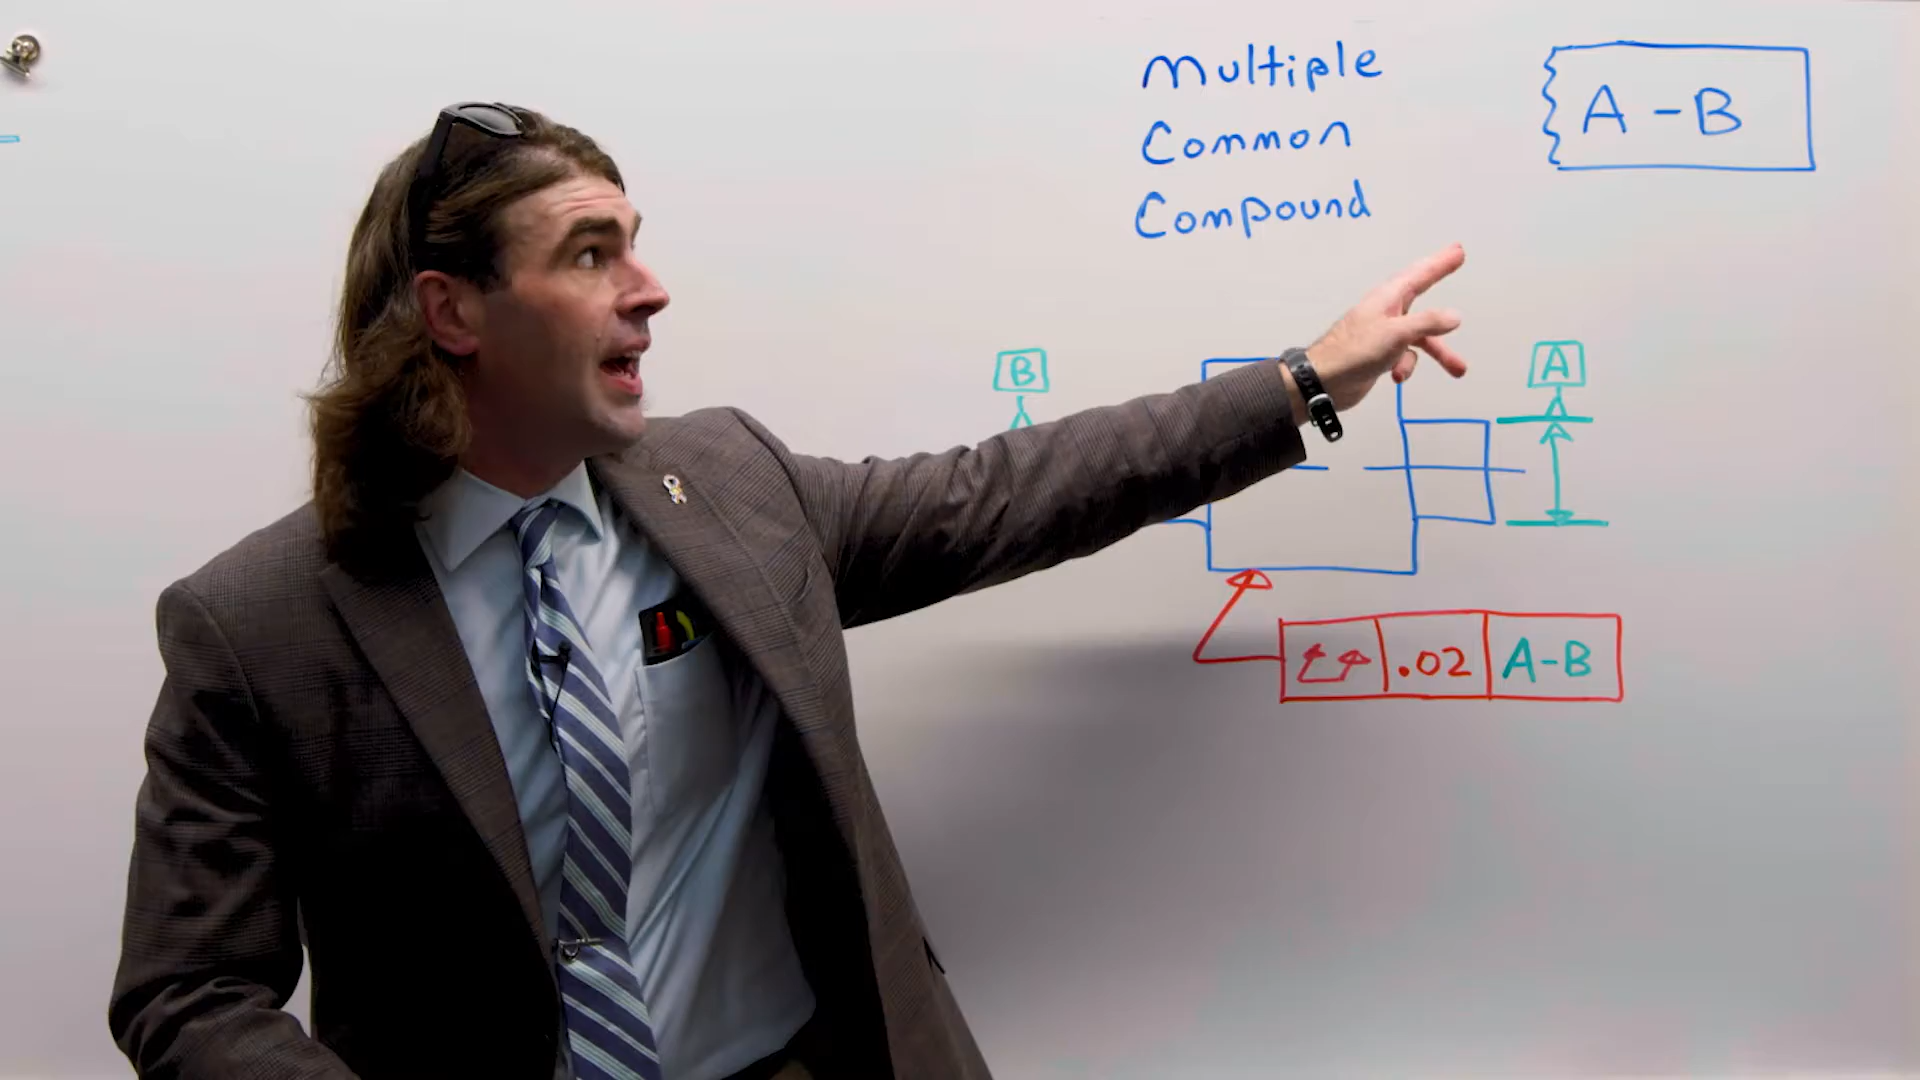 Multiple
Common
Compound
A - B
B
A
.02 A-B